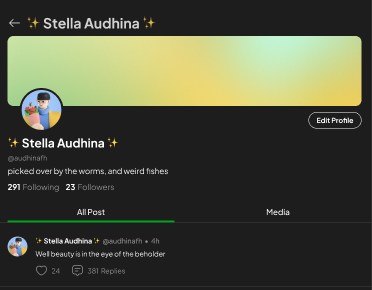 ← ✨ Stella Audhina ✨
Edit Profile
✨ Stella Audhina ✨
@audhinafh
picked over by the worms, and weird fishes
291 Following 23 Followers
All Post Media
✨ Stella Audhina ✨ @audhinafh • 4h
Well beauty is in the eye of the beholder
24 381 Replies